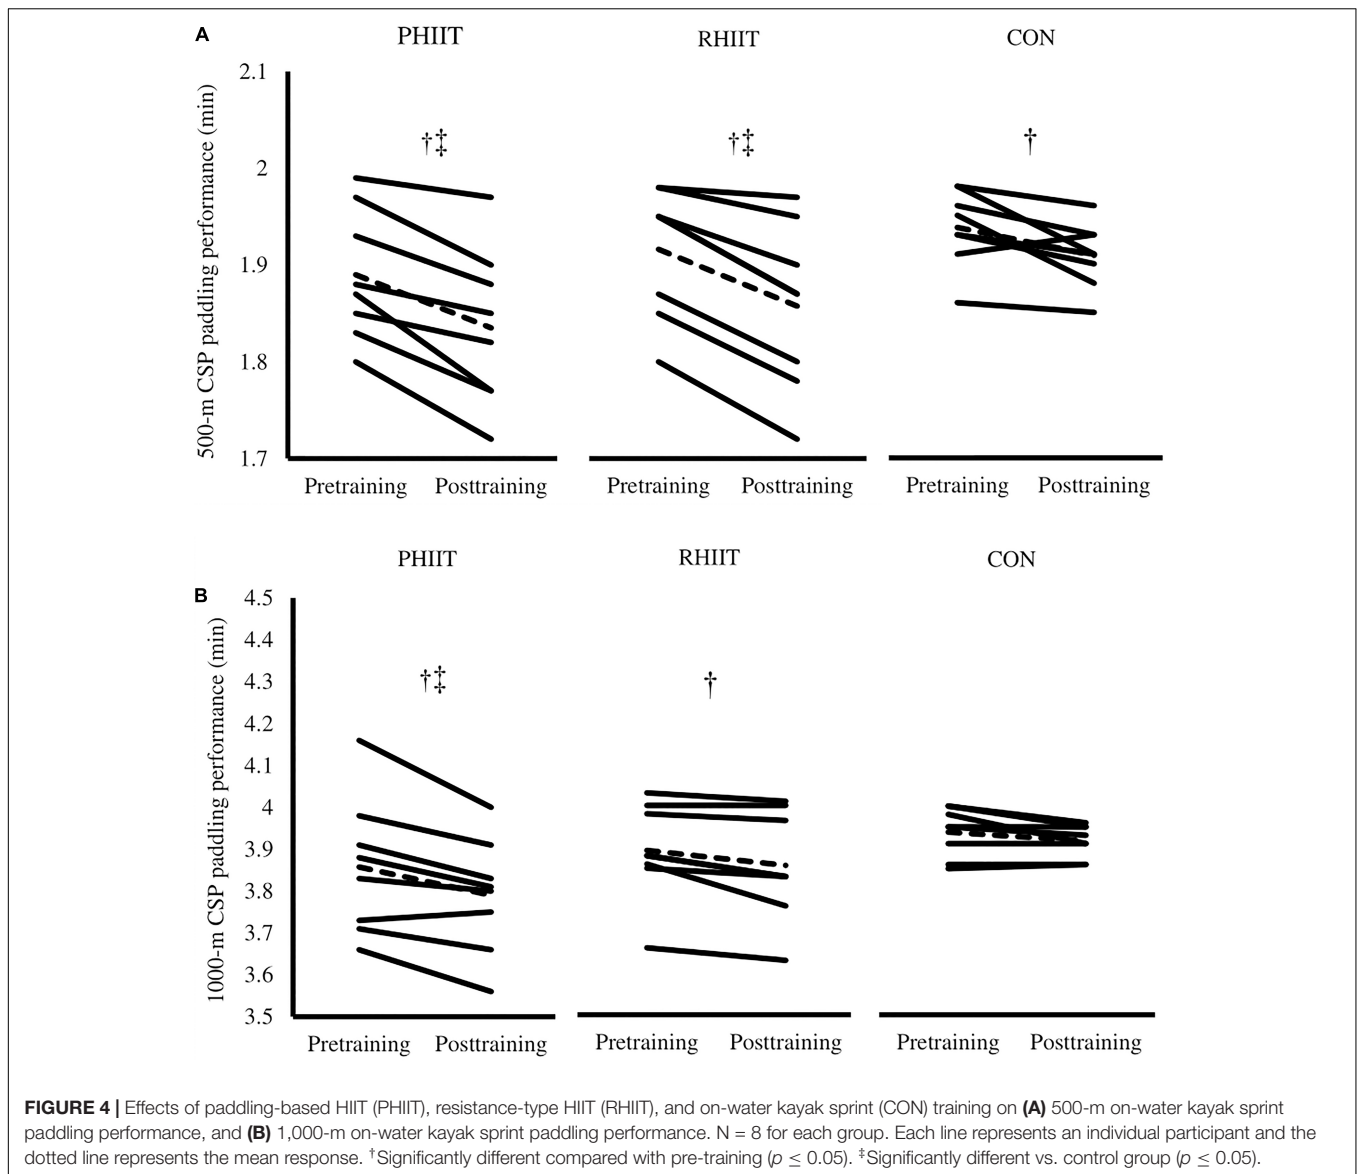 A
PHIIT
RHIIT
CON
500-m CSP paddling performance (min)
2.1
2
1.9
1.8
1.7
†‡
†‡
†
Pretraining Posttraining
Pretraining Posttraining
Pretraining Posttraining
B
PHIIT
RHIIT
CON
1000-m CSP paddling performance (min)
4.5
4.4
4.3
4.2
4.1
4
3.9
3.8
3.7
3.6
3.5
†‡
†
Pretraining Posttraining
Pretraining Posttraining
Pretraining Posttraining
FIGURE 4 | Effects of paddling-based HIIT (PHIIT), resistance-type HIIT (RHIIT), and on-water kayak sprint (CON) training on (A) 500-m on-water kayak sprint
paddling performance, and (B) 1,000-m on-water kayak sprint paddling performance. N = 8 for each group. Each line represents an individual participant and the
dotted line represents the mean response. †Significantly different compared with pre-training (p ≤ 0.05). ‡Significantly different vs. control group (p ≤ 0.05).